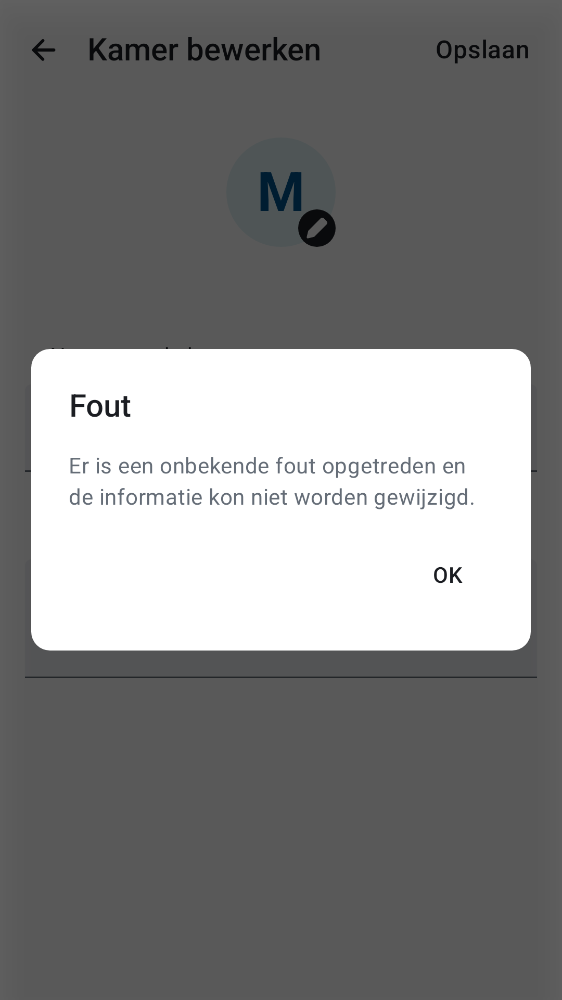 Kamer bewerken
Opslaan
M
Fout
Er is een onbekende fout opgetreden en
de informatie kon niet worden gewijzigd.
OK